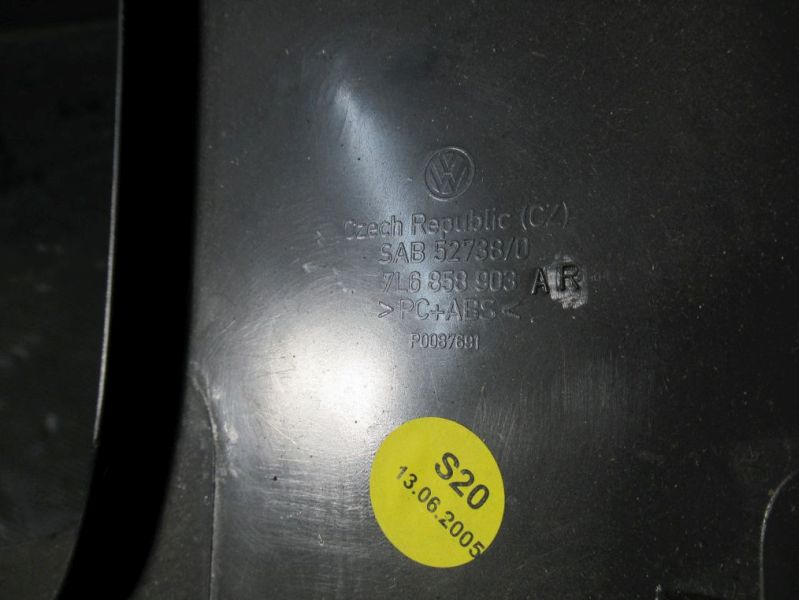 Czech Republic (CZ)
SAB 52738/0
7L6 858 903 AR
>PC+ABS<
P0087691
S20
13.06.2005